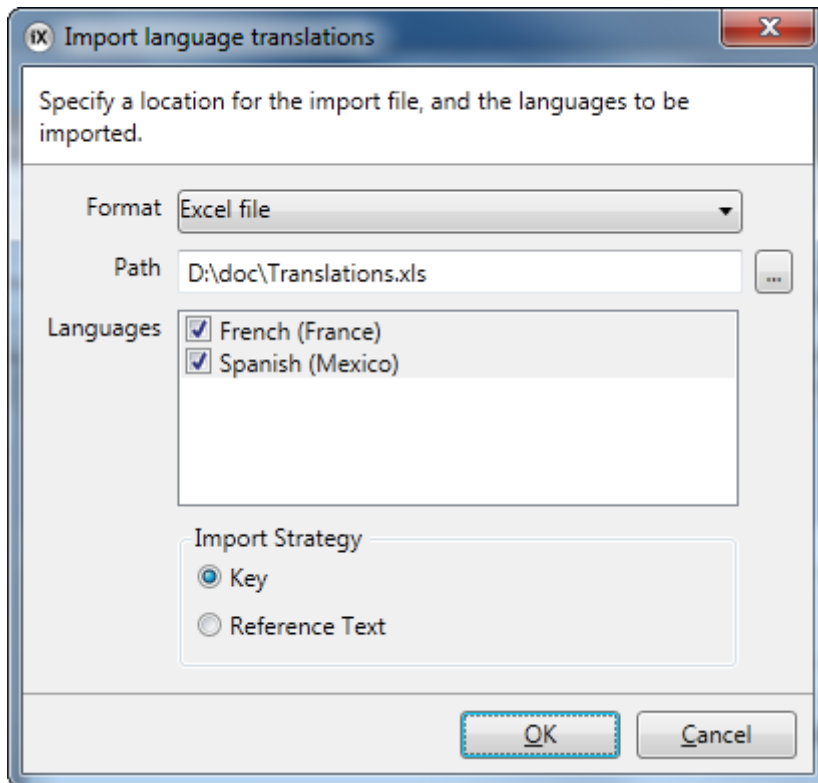 iX Import language translations
Specify a location for the import file, and the languages to be
imported.
Format Excel file
Path D:\doc\Translations.xls ...
Languages French (France)
Spanish (Mexico)
Import Strategy
Key
Reference Text
OK Cancel